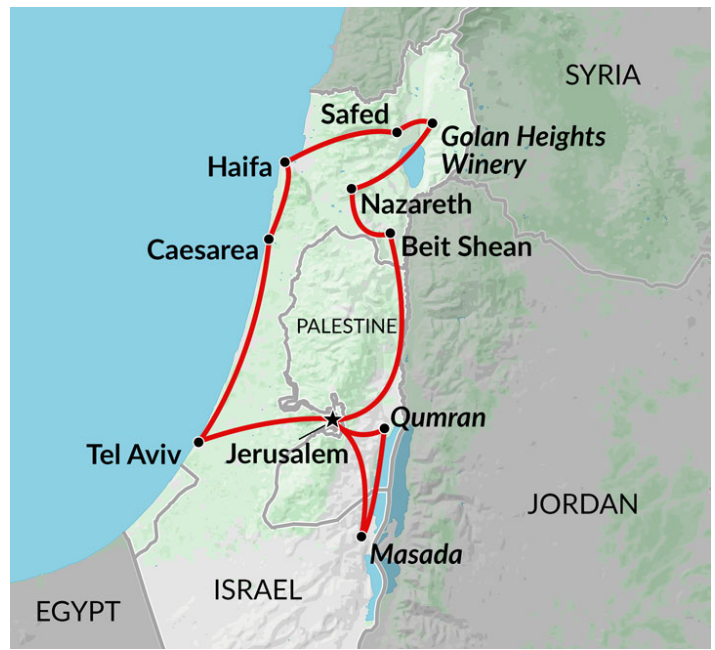 SYRIA
Safed
Golan Heights
Winery
Haifa
Nazareth
Caesarea
Beit Shean
PALESTINE
Qumran
Tel Aviv
Jerusalem
JORDAN
Masada
ISRAEL
EGYPT